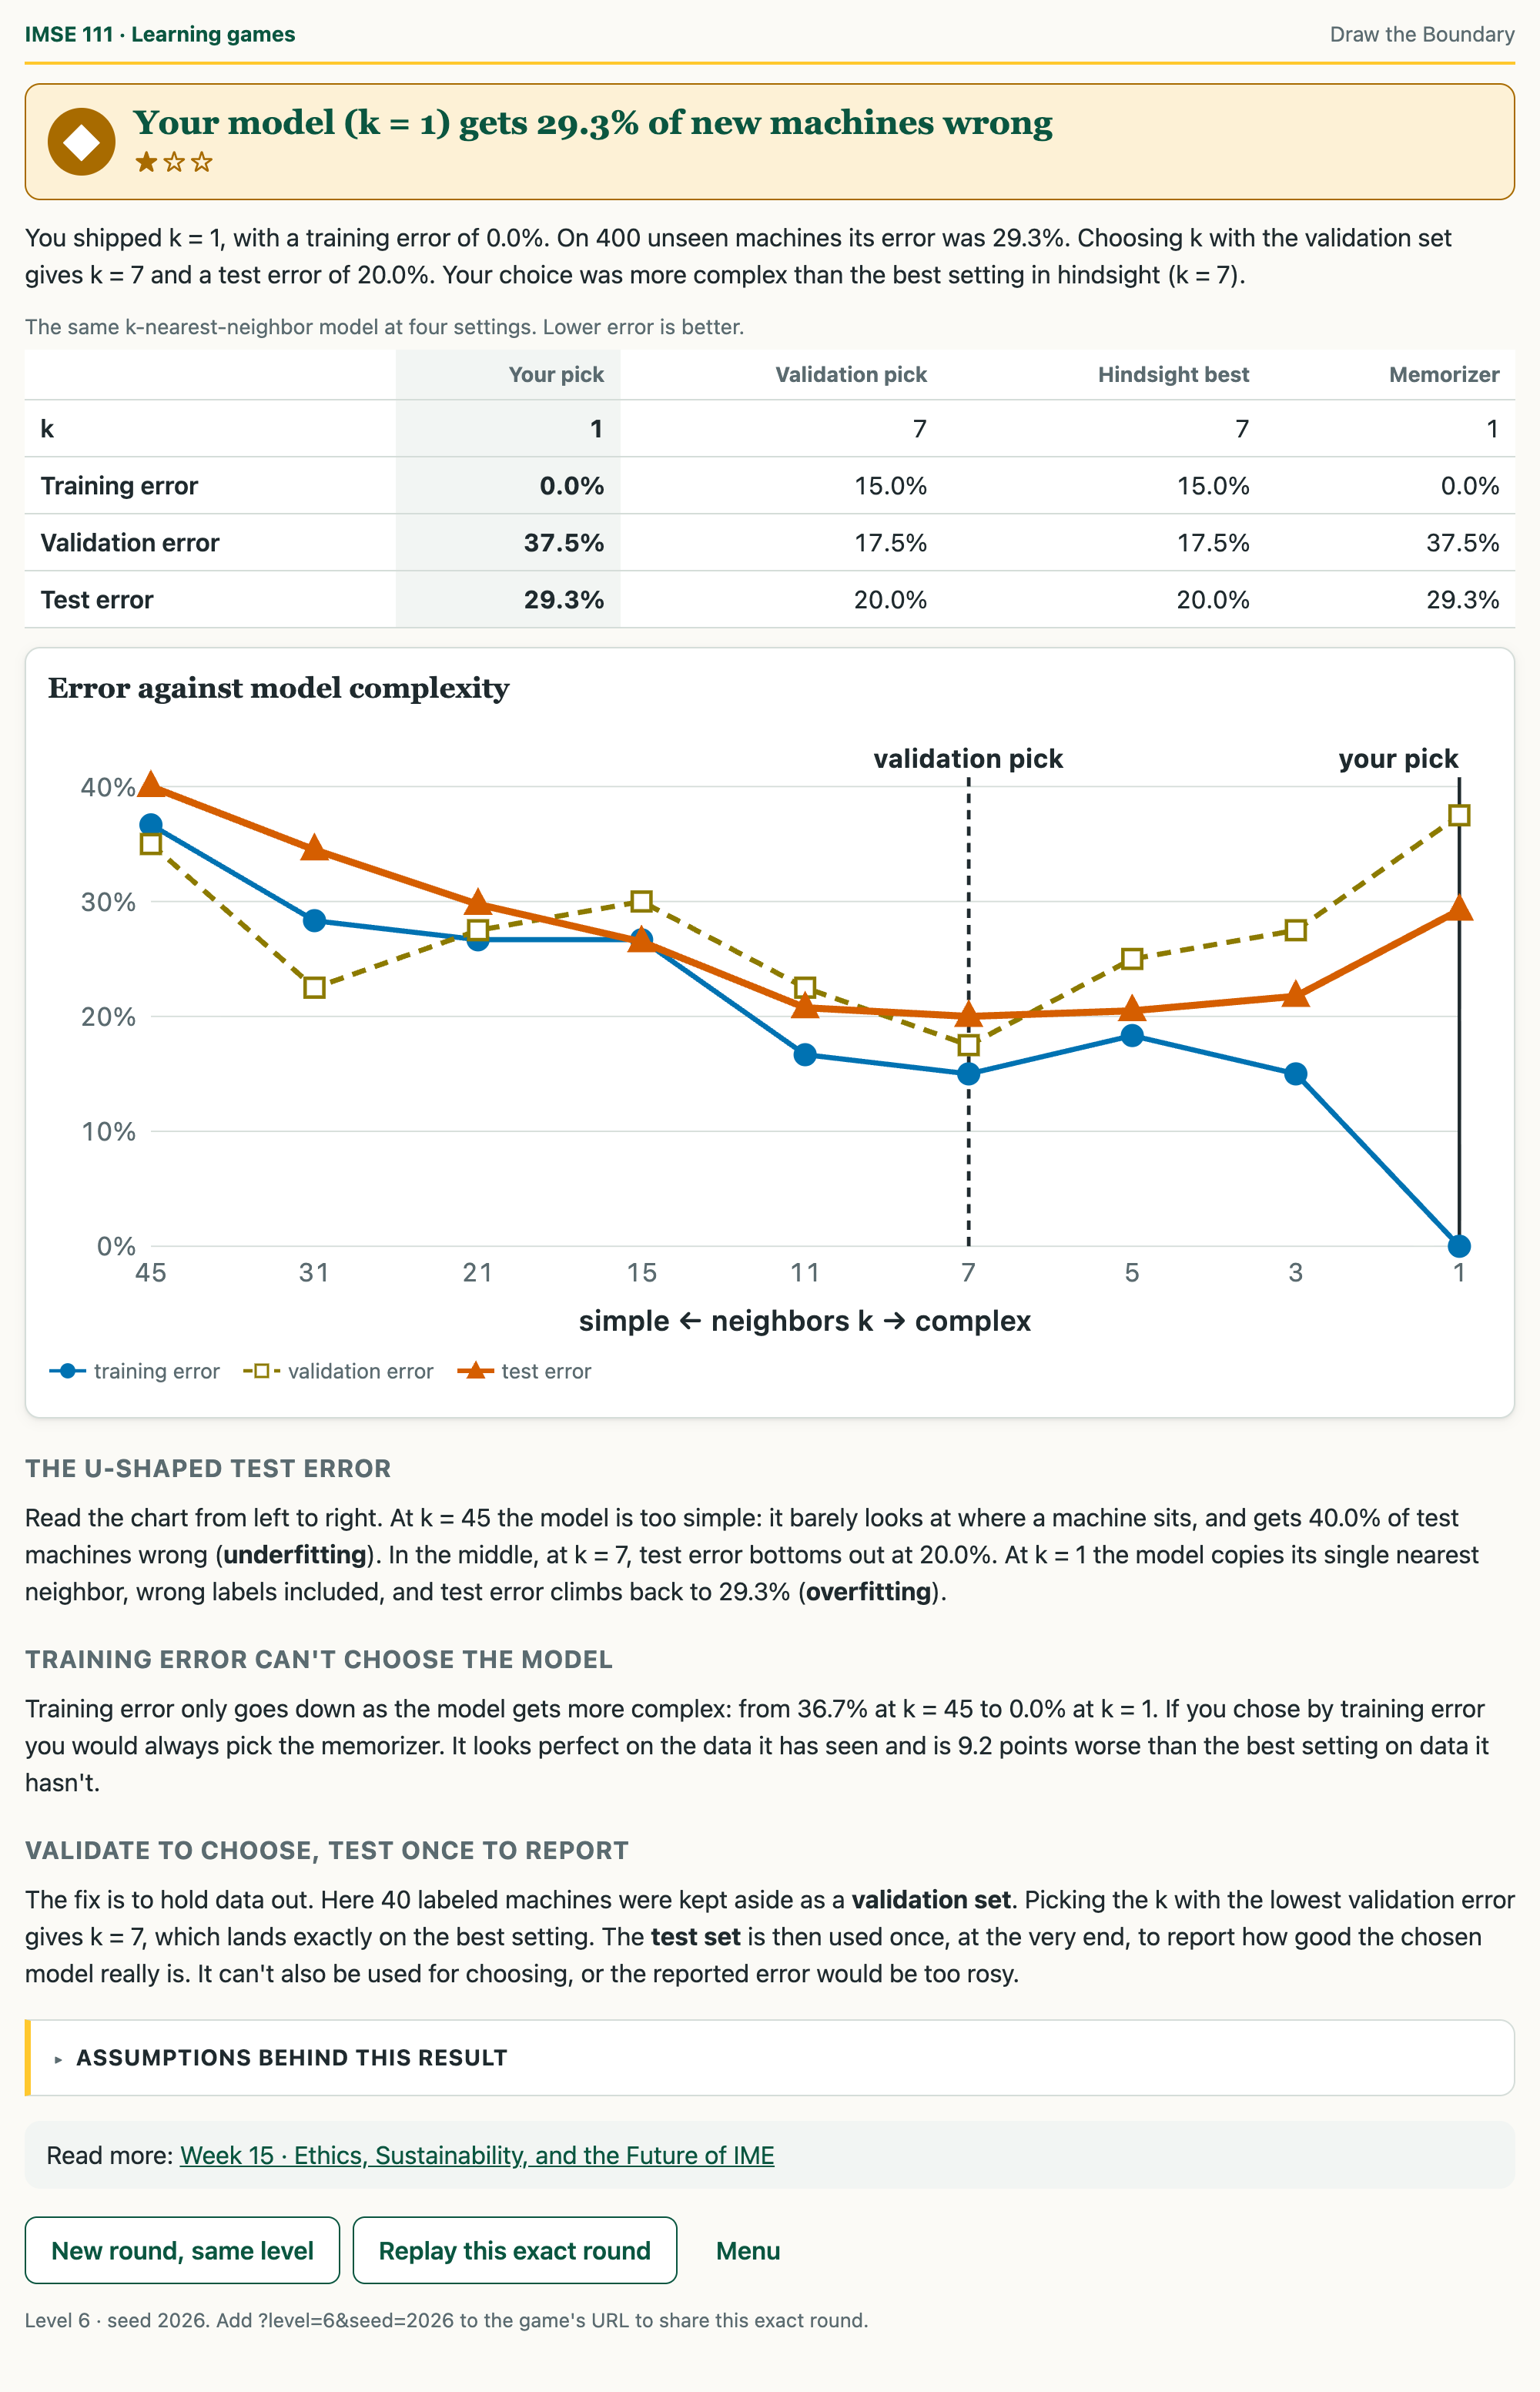 IMSE 111 · Learning games
Draw the Boundary
Your model (k = 1) gets 29.3% of new machines wrong
★☆☆
You shipped k = 1, with a training error of 0.0%. On 400 unseen machines its error was 29.3%. Choosing k with the validation set
gives k = 7 and a test error of 20.0%. Your choice was more complex than the best setting in hindsight (k = 7).
The same k-nearest-neighbor model at four settings. Lower error is better.
Your pick Validation pick Hindsight best Memorizer
k 1 7 7 1
Training error 0.0% 15.0% 15.0% 0.0%
Validation error 37.5% 17.5% 17.5% 37.5%
Test error 29.3% 20.0% 20.0% 29.3%
Error against model complexity
validation pick your pick
40%
30%
20%
10%
0%
45 31 21 15 11 7 5 3 1
simple ← neighbors k → complex
training error validation error test error
THE U-SHAPED TEST ERROR
Read the chart from left to right. At k = 45 the model is too simple: it barely looks at where a machine sits, and gets 40.0% of test
machines wrong (underfitting). In the middle, at k = 7, test error bottoms out at 20.0%. At k = 1 the model copies its single nearest
neighbor, wrong labels included, and test error climbs back to 29.3% (overfitting).
TRAINING ERROR CAN'T CHOOSE THE MODEL
Training error only goes down as the model gets more complex: from 36.7% at k = 45 to 0.0% at k = 1. If you chose by training error
you would always pick the memorizer. It looks perfect on the data it has seen and is 9.2 points worse than the best setting on data it
hasn't.
VALIDATE TO CHOOSE, TEST ONCE TO REPORT
The fix is to hold data out. Here 40 labeled machines were kept aside as a validation set. Picking the k with the lowest validation error
gives k = 7, which lands exactly on the best setting. The test set is then used once, at the very end, to report how good the chosen
model really is. It can't also be used for choosing, or the reported error would be too rosy.
▸ ASSUMPTIONS BEHIND THIS RESULT
Read more: Week 15 · Ethics, Sustainability, and the Future of IME
New round, same level
Replay this exact round
Menu
Level 6 · seed 2026. Add ?level=6&seed=2026 to the game's URL to share this exact round.